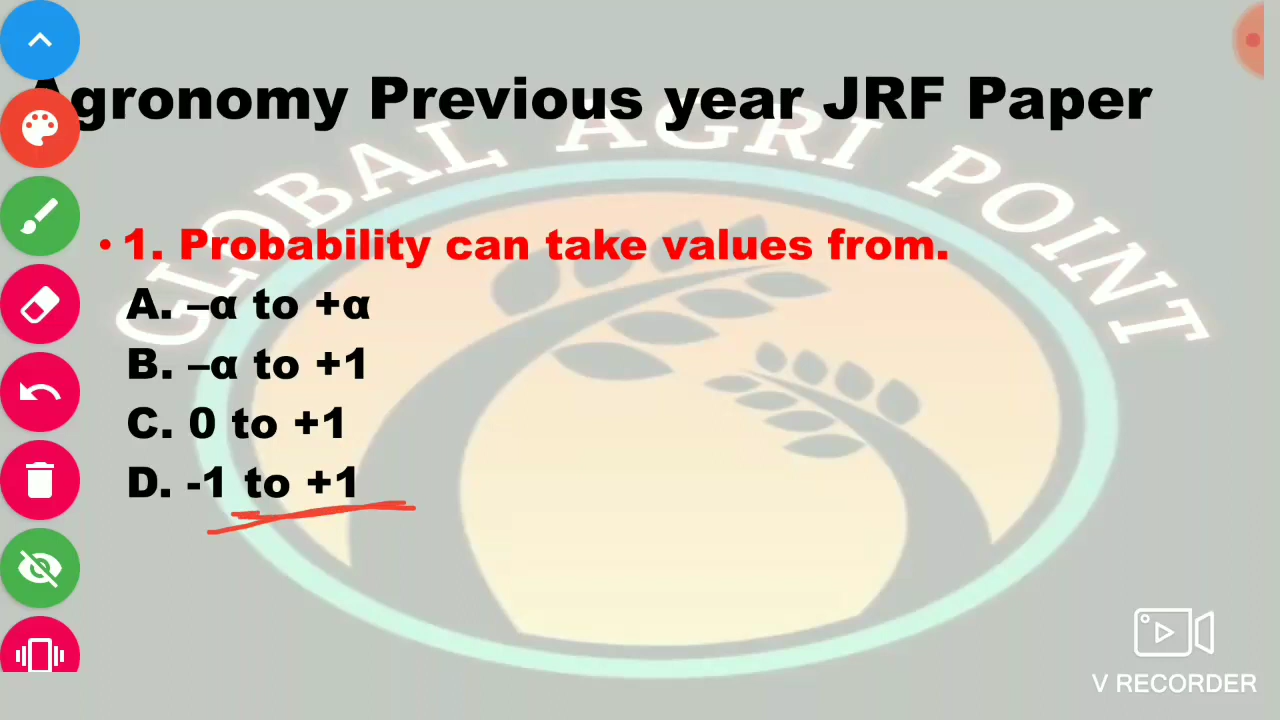 Agronomy Previous year JRF Paper
GLOBAL AGRI POINT
• 1. Probability can take values from.
A. –α to +α
B. –α to +1
C. 0 to +1
D. -1 to +1
V RECORDER